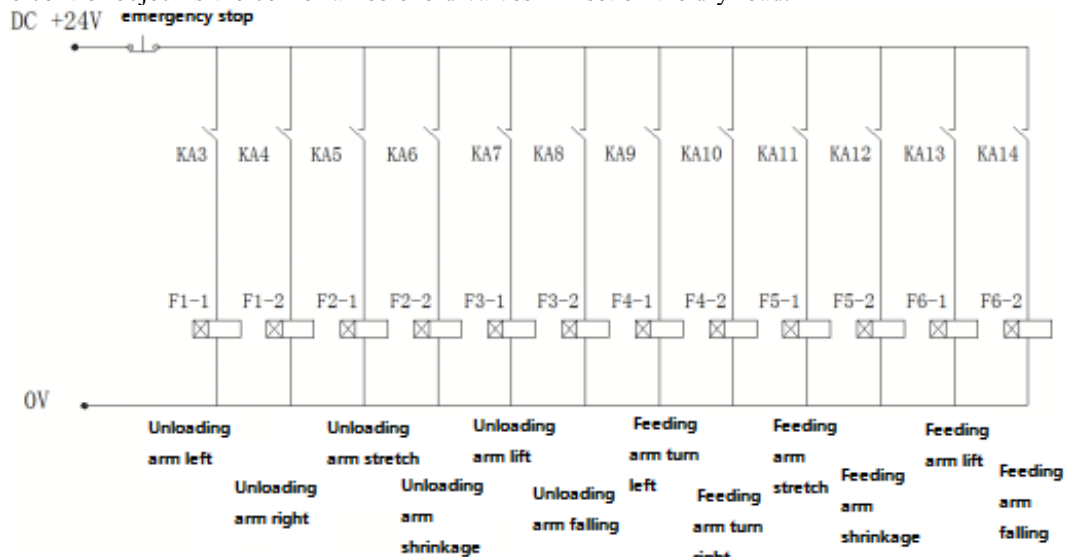 DC +24V emergency stop
KA3 KA4 KA5 KA6 KA7 KA8 KA9 KA10 KA11 KA12 KA13 KA14
F1-1 F1-2 F2-1 F2-2 F3-1 F3-2 F4-1 F4-2 F5-1 F5-2 F6-1 F6-2
0V
Unloading
arm left
Unloading
arm right
Unloading
arm stretch
Unloading
arm
shrinkage
Unloading
arm lift
Unloading
arm falling
Feeding
arm turn
left
Feeding
arm turn
right
Feeding
arm
stretch
Feeding
arm
shrinkage
Feeding
arm lift
Feeding
arm
falling